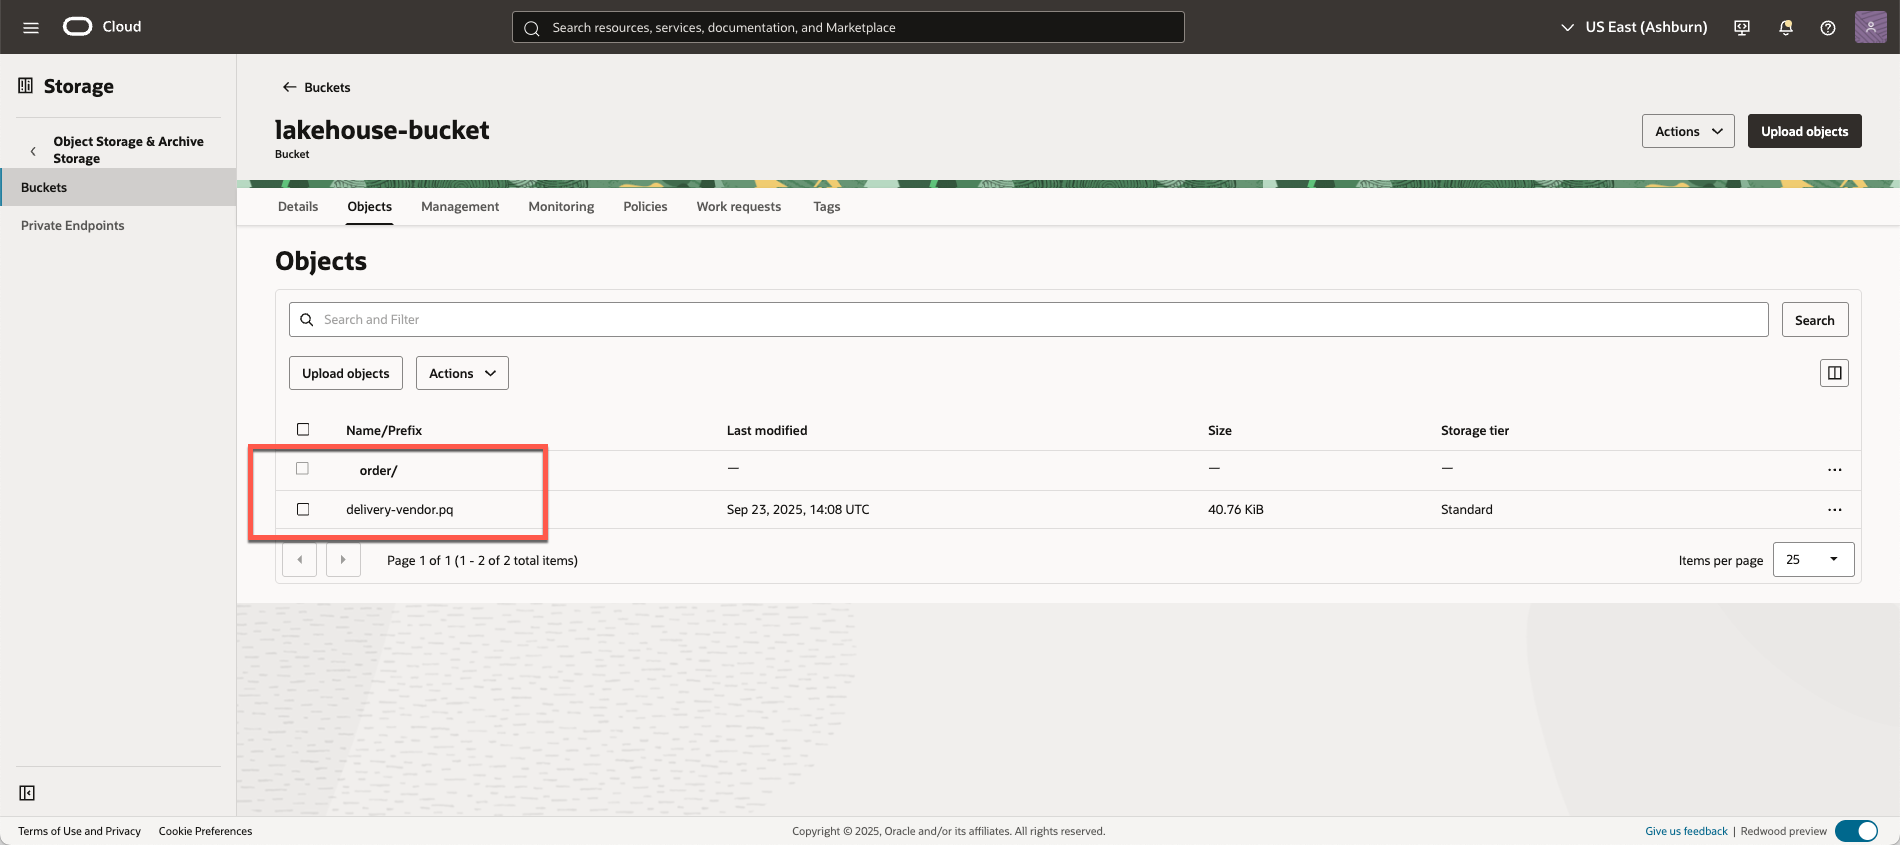 Cloud
Search resources, services, documentation, and Marketplace
US East (Ashburn)
Storage
Object Storage & Archive
Storage
Buckets
Private Endpoints
Buckets
lakehouse-bucket
Bucket
Actions
Upload objects
Details Objects Management Monitoring Policies Work requests Tags
Objects
Search and Filter
Search
Upload objects Actions
Name/Prefix Last modified Size Storage tier
order/ — — —
delivery-vendor.pq Sep 23, 2025, 14:08 UTC 40.76 KiB Standard
Page 1 of 1 (1 - 2 of 2 total items)
Items per page 25
Terms of Use and Privacy Cookie Preferences
Copyright © 2025, Oracle and/or its affiliates. All rights reserved.
Give us feedback | Redwood preview